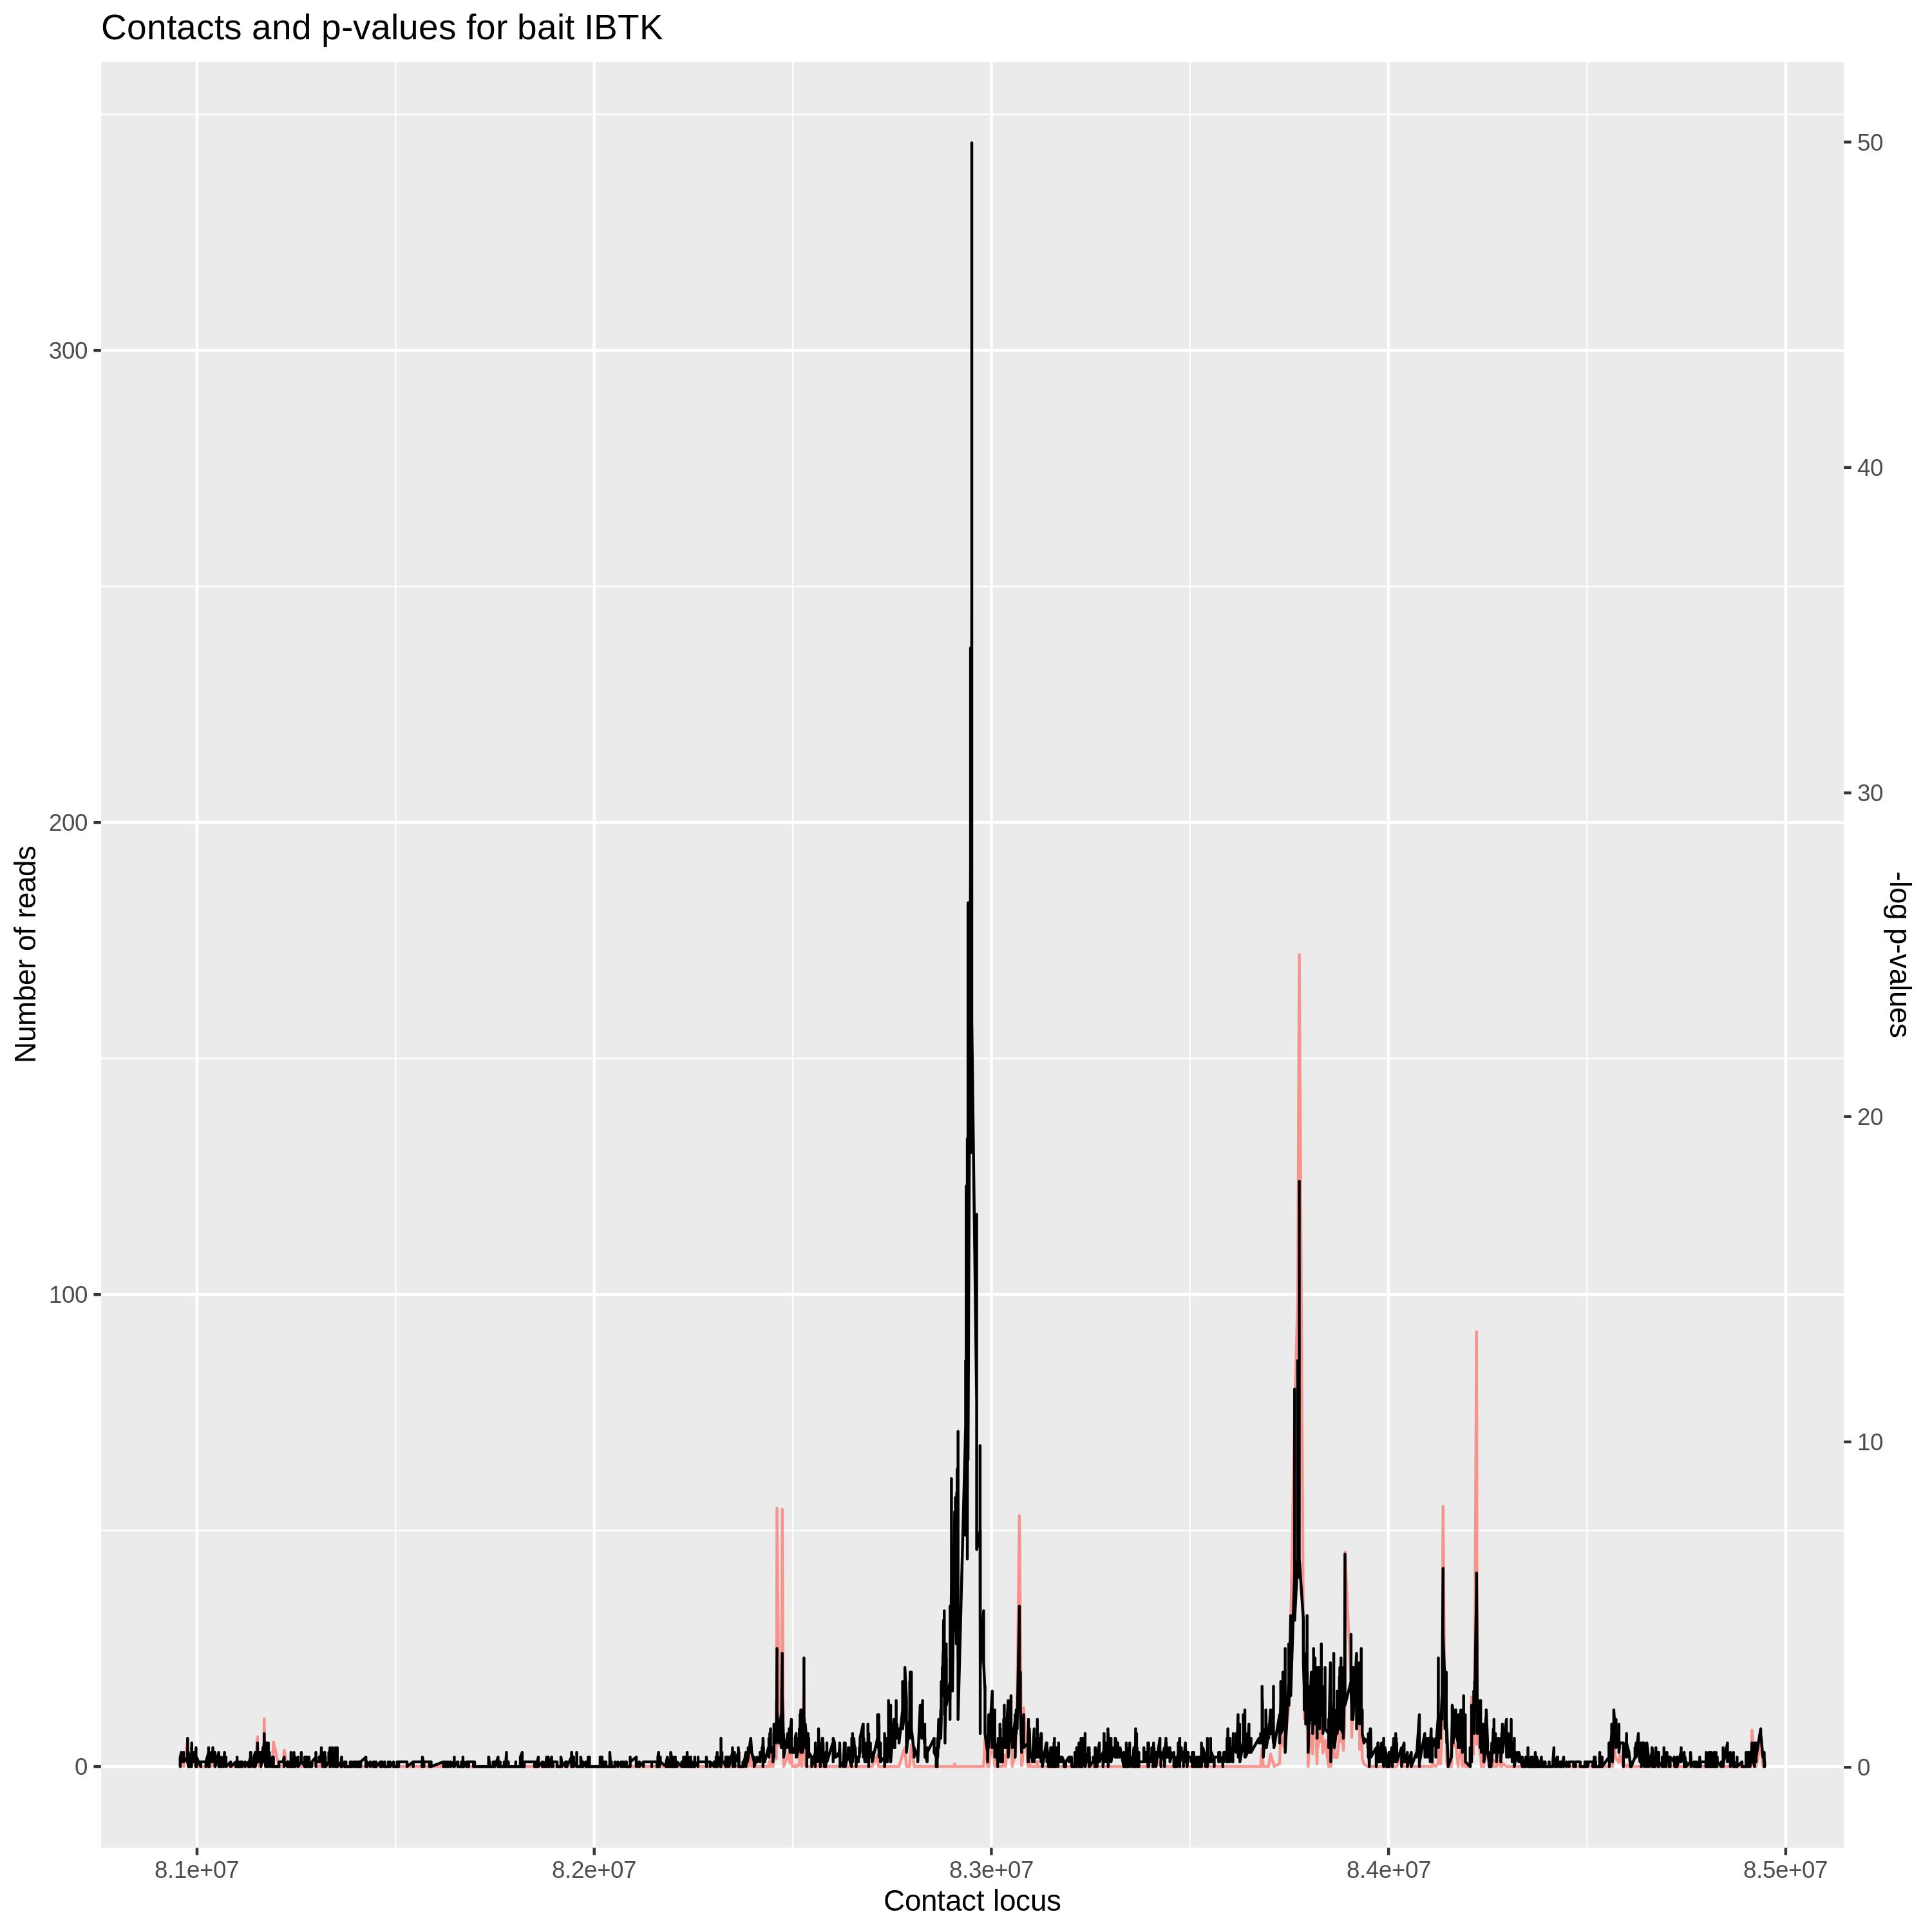 Contacts and p-values for bait IBTK
Number of reads
300
200
100
0
50
40
30
20
10
0
-log p-values
8.1e+07
8.2e+07
8.3e+07
8.4e+07
8.5e+07
Contact locus